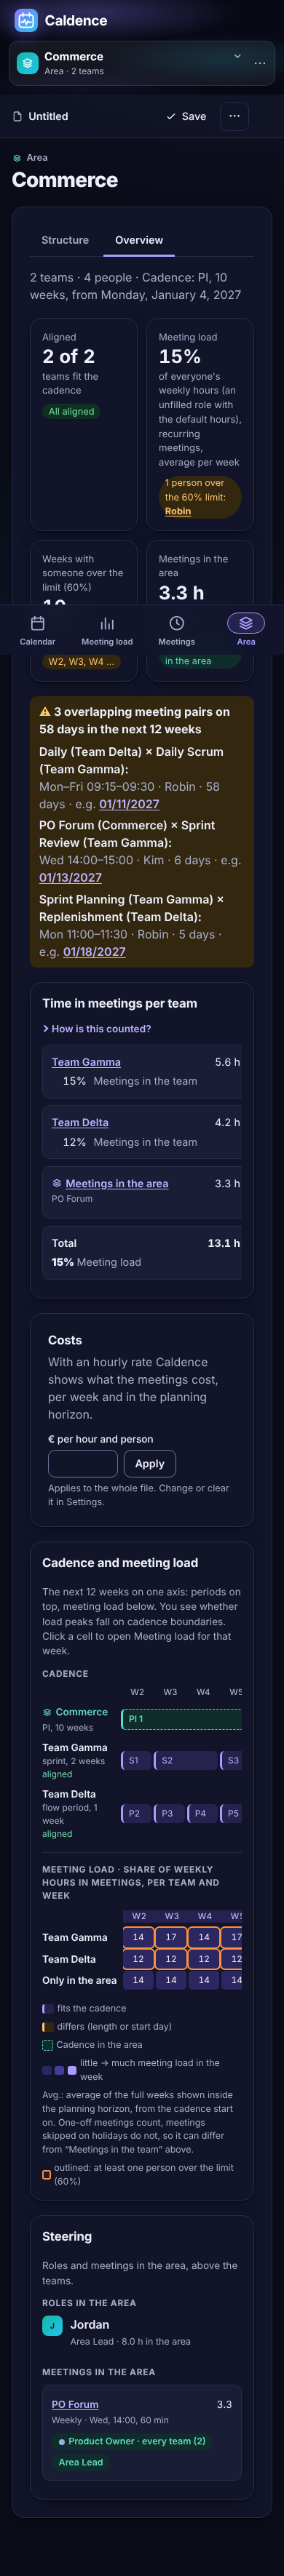 Caldence
Commerce
Area · 2 teams
Untitled
Save
Area
Commerce
Structure
Overview
2 teams · 4 people · Cadence: PI, 10
weeks, from Monday, January 4, 2027
Aligned
2 of 2
teams fit the
cadence
All aligned
Meeting load
15%
of everyone's
weekly hours (an
unfilled role with
the default hours),
recurring
meetings,
average per week
1 person over
the 60% limit:
Robin
Weeks with
someone over the
limit (60%)
Meetings in the
area
3.3 h
Calendar
Meeting load
Meetings
Area
W2, W3, W4 ...
in the area
⚠ 3 overlapping meeting pairs on
58 days in the next 12 weeks
Daily (Team Delta) × Daily Scrum
(Team Gamma):
Mon–Fri 09:15–09:30 · Robin · 58
days · e.g. 01/11/2027
PO Forum (Commerce) × Sprint
Review (Team Gamma):
Wed 14:00–15:00 · Kim · 6 days · e.g.
01/13/2027
Sprint Planning (Team Gamma) ×
Replenishment (Team Delta):
Mon 11:00–11:30 · Robin · 5 days ·
e.g. 01/18/2027
Time in meetings per team
How is this counted?
Team Gamma 5.6 h
15% Meetings in the team
Team Delta 4.2 h
12% Meetings in the team
Meetings in the area 3.3 h
PO Forum
Total 13.1 h
15% Meeting load
Costs
With an hourly rate Caldence
shows what the meetings cost,
per week and in the planning
horizon.
€ per hour and person
Apply
Applies to the whole file. Change or clear
it in Settings.
Cadence and meeting load
The next 12 weeks on one axis: periods on
top, meeting load below. You see whether
load peaks fall on cadence boundaries.
Click a cell to open Meeting load for that
week.
CADENCE
W2 W3 W4 W5
Commerce
PI, 10 weeks
PI 1
Team Gamma
sprint, 2 weeks
aligned
S1 S2 S3
Team Delta
flow period, 1
week
aligned
P2 P3 P4 P5
MEETING LOAD · SHARE OF WEEKLY
HOURS IN MEETINGS, PER TEAM AND
WEEK
W2 W3 W4 W5
Team Gamma 14 17 14 17
Team Delta 12 12 12 12
Only in the area 14 14 14 14
fits the cadence
differs (length or start day)
Cadence in the area
little → much meeting load in the
week
Avg.: average of the full weeks shown inside
the planning horizon, from the cadence start
on. One-off meetings count, meetings
skipped on holidays do not, so it can differ
from “Meetings in the team” above.
outlined: at least one person over the limit
(60%)
Steering
Roles and meetings in the area, above the
teams.
ROLES IN THE AREA
J
Jordan
Area Lead · 8.0 h in the area
MEETINGS IN THE AREA
PO Forum 3.3
Weekly · Wed, 14:00, 60 min
Product Owner · every team (2)
Area Lead